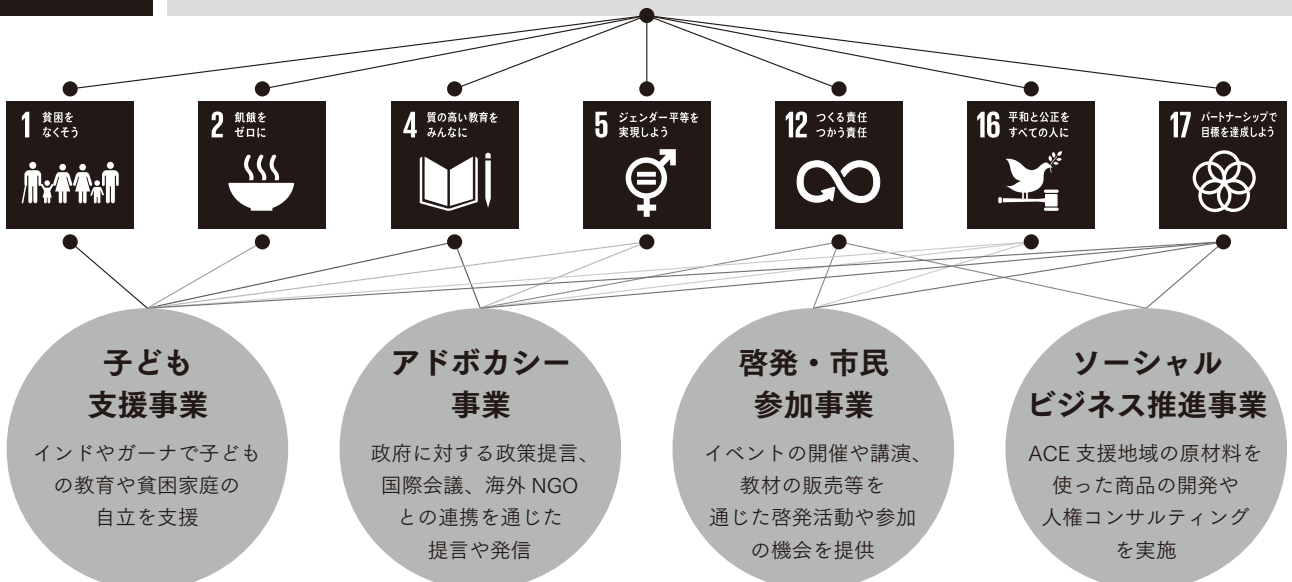 1 貧困を
なくそう
2 飢餓を
ゼロに
4 質の高い教育を
みんなに
5 ジェンダー平等を
実現しよう
12 つくる責任
つかう責任
16 平和と公正を
すべての人に
17 パートナーシップで
目標を達成しよう
子ども
支援事業
インドやガーナで子ども
の教育や貧困家庭の
自立を支援
アドボカシー
事業
政府に対する政策提言、
国際会議、海外 NGO
との連携を通じた
提言や発信
啓発・市民
参加事業
イベントの開催や講演、
教材の販売等を
通じた啓発活動や参加
の機会を提供
ソーシャル
ビジネス推進事業
ACE 支援地域の原材料を
使った商品の開発や
人権コンサルティング
を実施